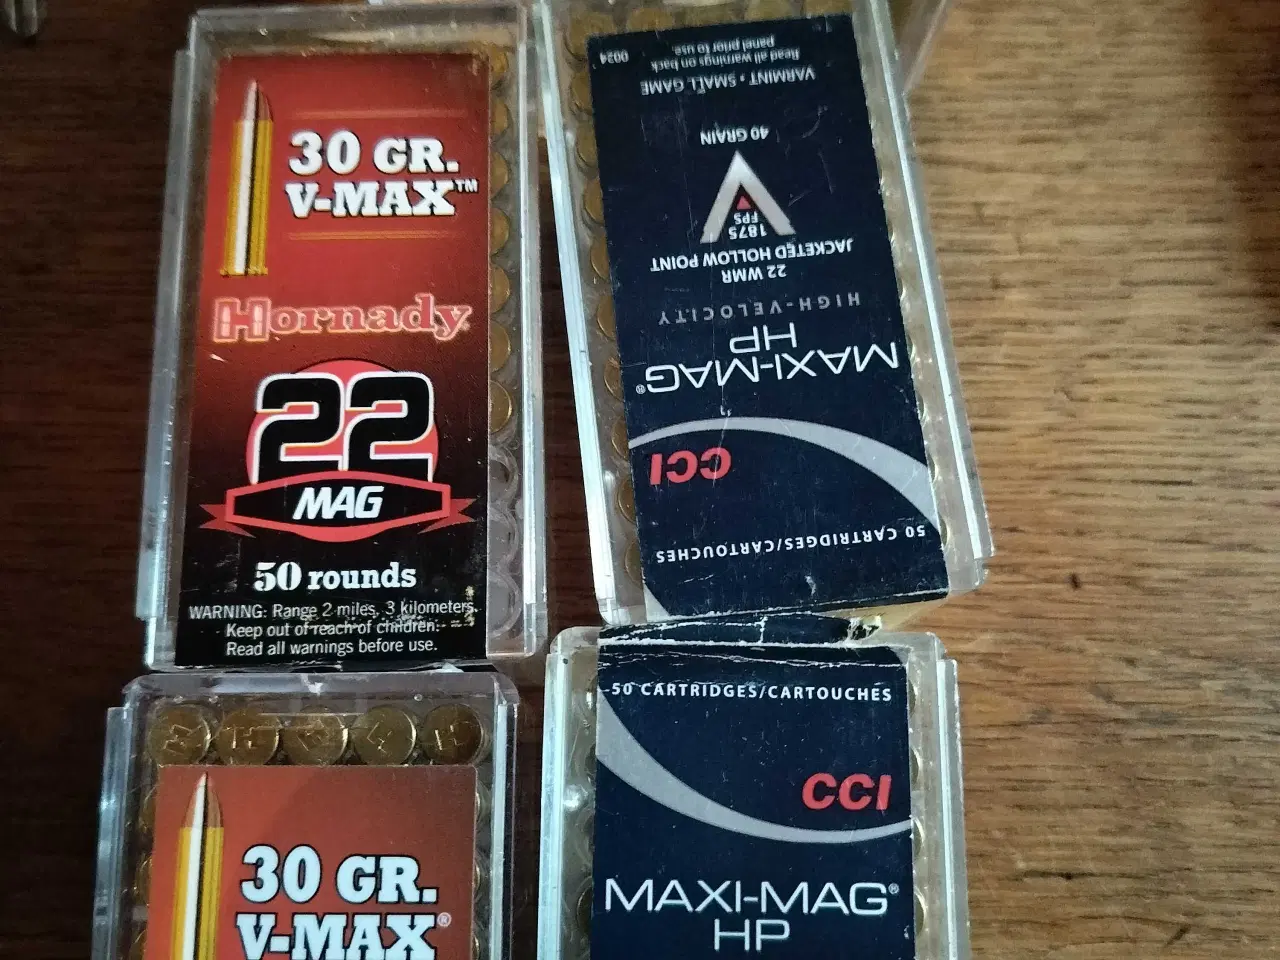 30 GR.
V-MAX™
Hornady
22
MAG
50 rounds
WARNING: Range 2 miles, 3 kilometers.
Keep out of reach of children.
Read all warnings before use.
50 CARTRIDGES/CARTOUCHES
CCI
MAXI-MAG®
HP
HIGH-VELOCITY
22 WMR
JACKETED HOLLOW POINT
1875
FPS
40 GRAIN
VARMINT • SMALL GAME
Read all warnings on back
panel prior to use.
0024
30 GR.
V-MAX®
50 CARTRIDGES/CARTOUCHES
CCI
MAXI-MAG®
HP